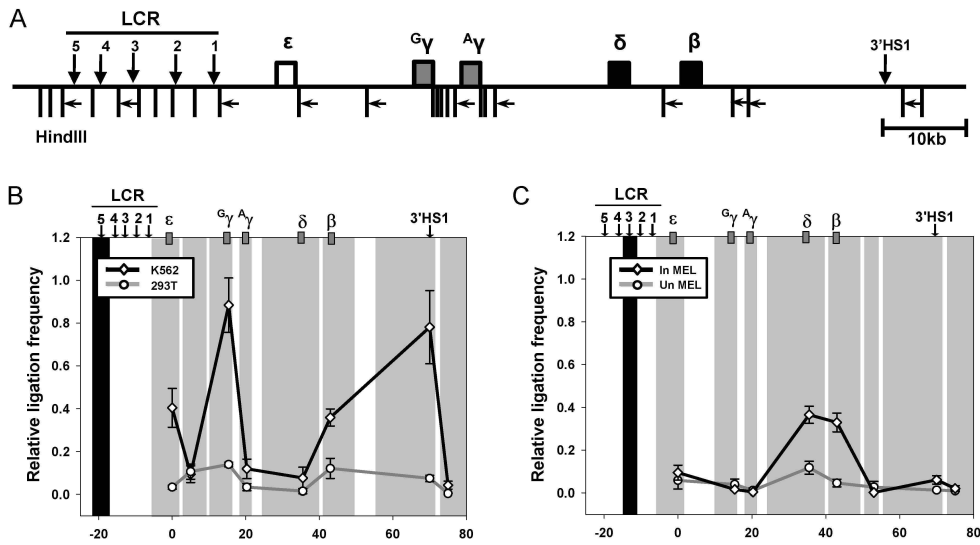 A
LCR
5 4 3 2 1
ε
Gγ
Aγ
δ
β
3'HS1
HindIII
10kb
B
LCR
5 4 3 2 1
ε
Gγ
Aγ
δ
β
3'HS1
Relative ligation frequency
1.2
1.0
0.8
0.6
0.4
0.2
0.0
K562
293T
-20 0 20 40 60 80
C
LCR
5 4 3 2 1
ε
Gγ
Aγ
δ
β
3'HS1
Relative ligation frequency
1.2
1.0
0.8
0.6
0.4
0.2
0.0
In MEL
Un MEL
-20 0 20 40 60 80